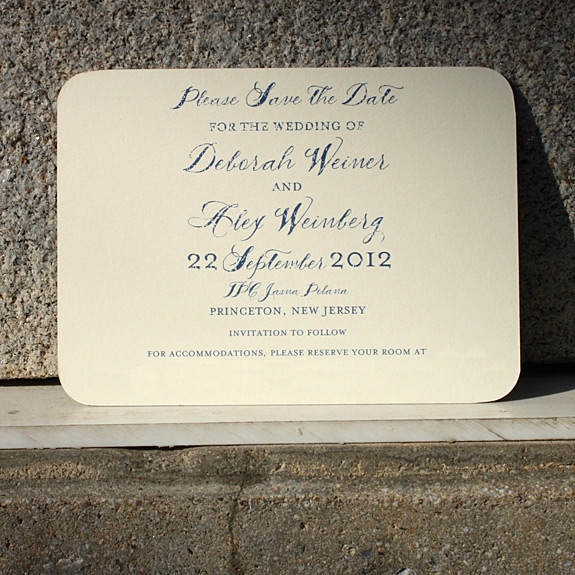 Please Save The Date
FOR THE WEDDING OF
Deborah Weiner
AND
Alex Weinberg
22 September 2012
TPC Jasna Polana
PRINCETON, NEW JERSEY
INVITATION TO FOLLOW
FOR ACCOMMODATIONS, PLEASE RESERVE YOUR ROOM AT